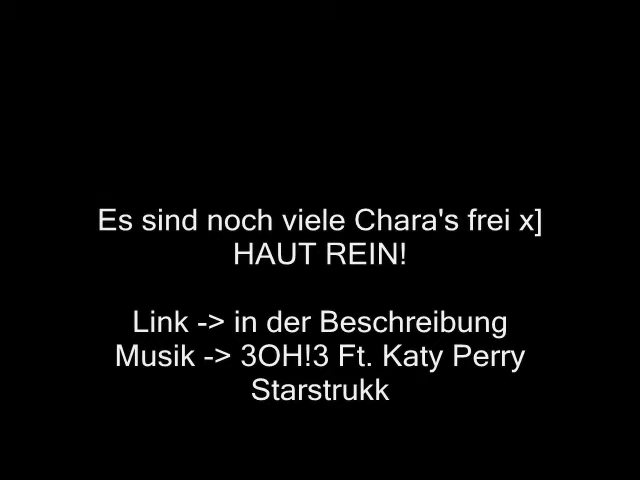 Es sind noch viele Chara's frei x]
HAUT REIN!
Link -> in der Beschreibung
Musik -> 3OH!3 Ft. Katy Perry
Starstrukk